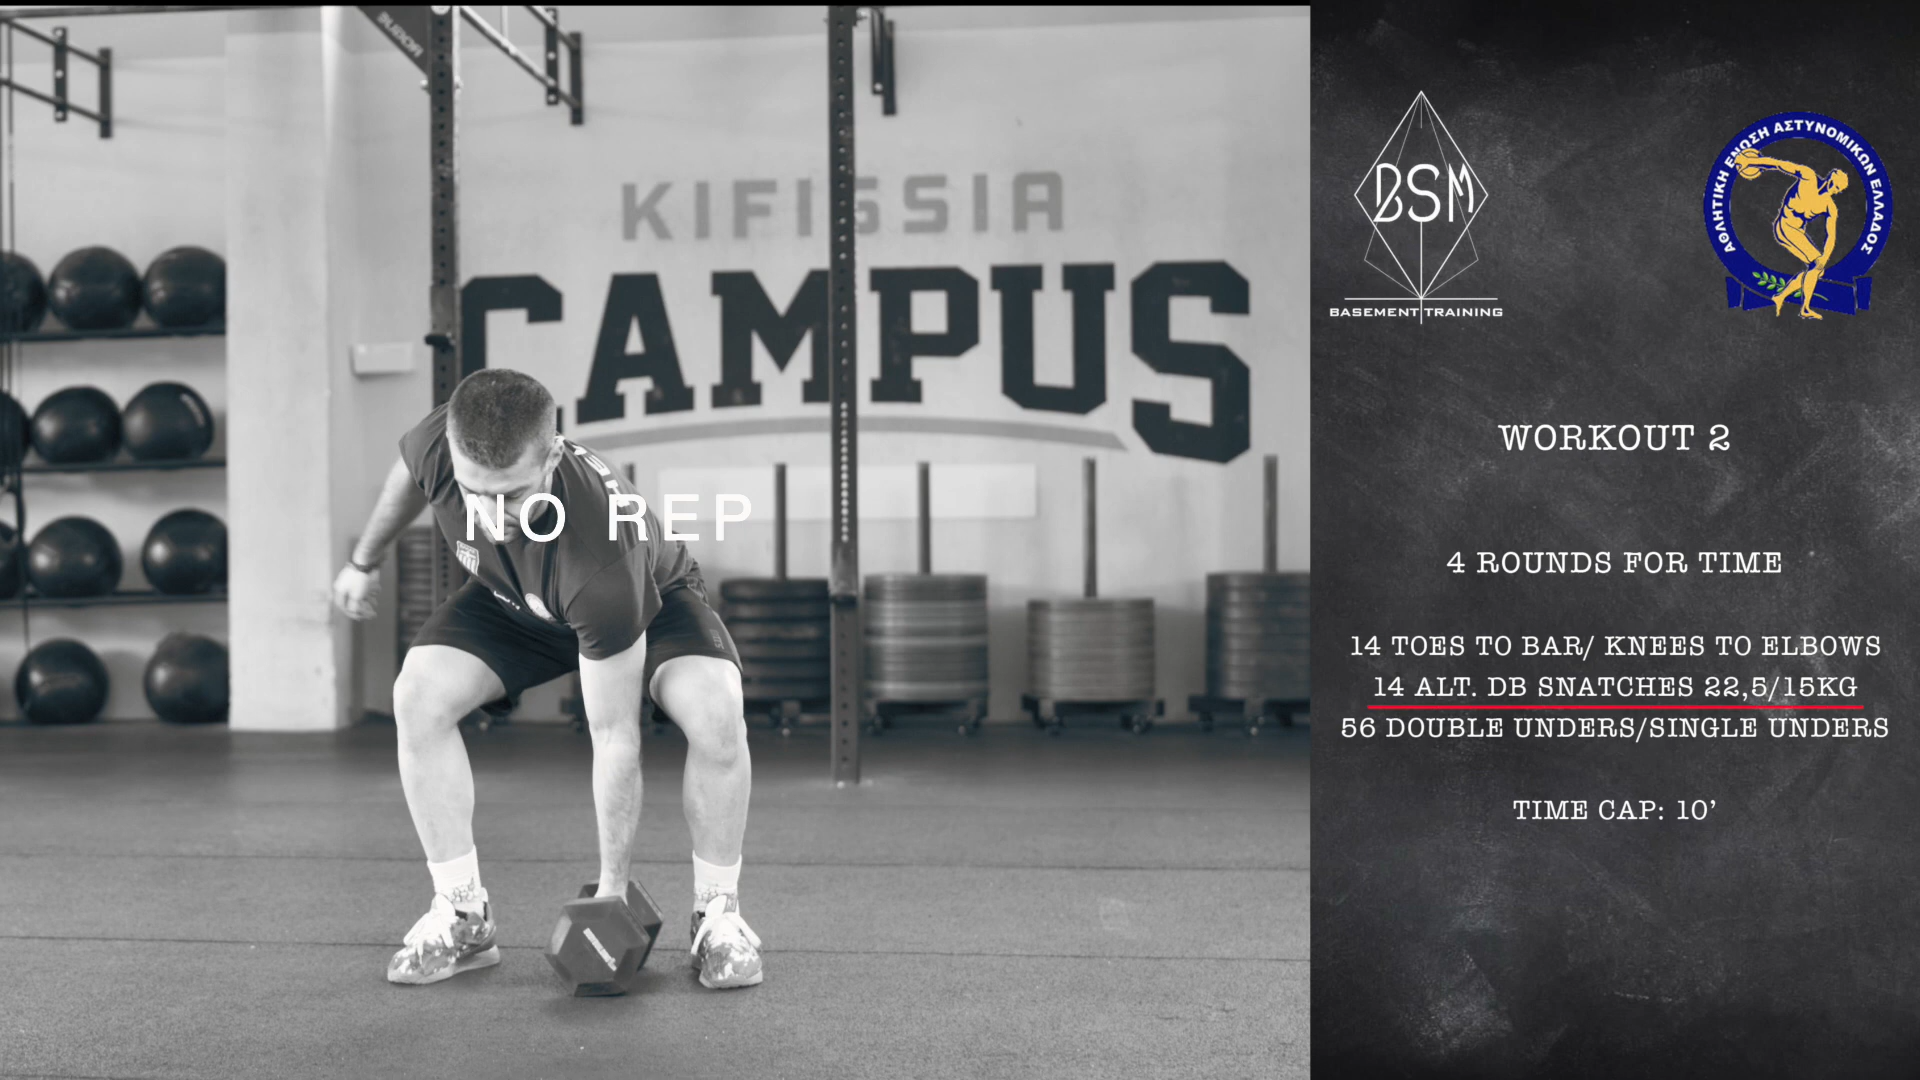 KIFISSIA
CAMPUS
NO REP
BSM
BASEMENT TRAINING
ΑΘΛΗΤΙΚΗ ΕΝΩΣΗ ΑΣΤΥΝΟΜΙΚΩΝ ΕΛΛΑΔΟΣ
WORKOUT 2
4 ROUNDS FOR TIME
14 TOES TO BAR/ KNEES TO ELBOWS
14 ALT. DB SNATCHES 22,5/15KG
56 DOUBLE UNDERS/SINGLE UNDERS
TIME CAP: 10’